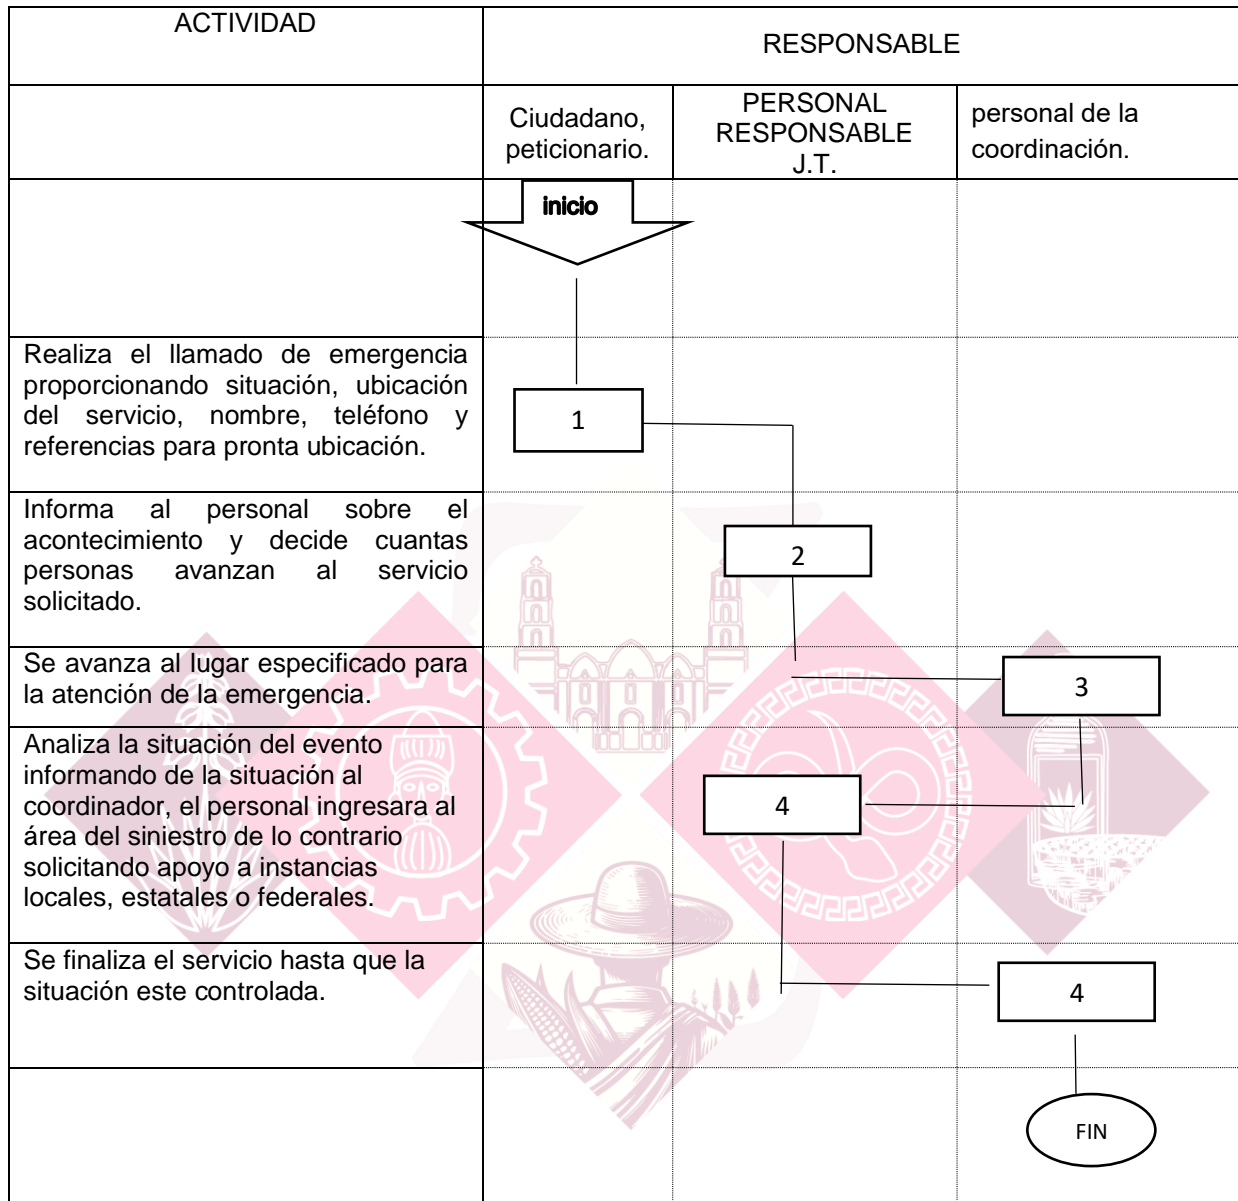 ACTIVIDAD
RESPONSABLE
Ciudadano,
peticionario.
PERSONAL
RESPONSABLE
J.T.
personal de la
coordinación.
inicio
Realiza el llamado de emergencia
proporcionando situación, ubicación
del servicio, nombre, teléfono y
referencias para pronta ubicación.
1
Informa al personal sobre el
acontecimiento y decide cuantas
personas avanzan al servicio
solicitado.
2
Se avanza al lugar especificado para
la atención de la emergencia.
3
Analiza la situación del evento
informando de la situación al
coordinador, el personal ingresara al
área del siniestro de lo contrario
solicitando apoyo a instancias
locales, estatales o federales.
4
Se finaliza el servicio hasta que la
situación este controlada.
4
FIN